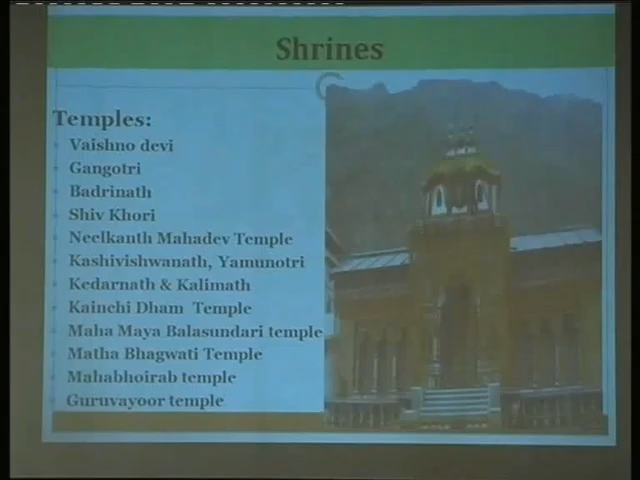 Shrines
Temples:
Vaishno devi
Gangotri
Badrinath
Shiv Khori
Neelkanth Mahadev Temple
Kashivishwanath, Yamunotri
Kedarnath & Kalimath
Kainchi Dham Temple
Maha Maya Balasundari temple
Matha Bhagwati Temple
Mahabhoirab temple
Guruvayoor temple